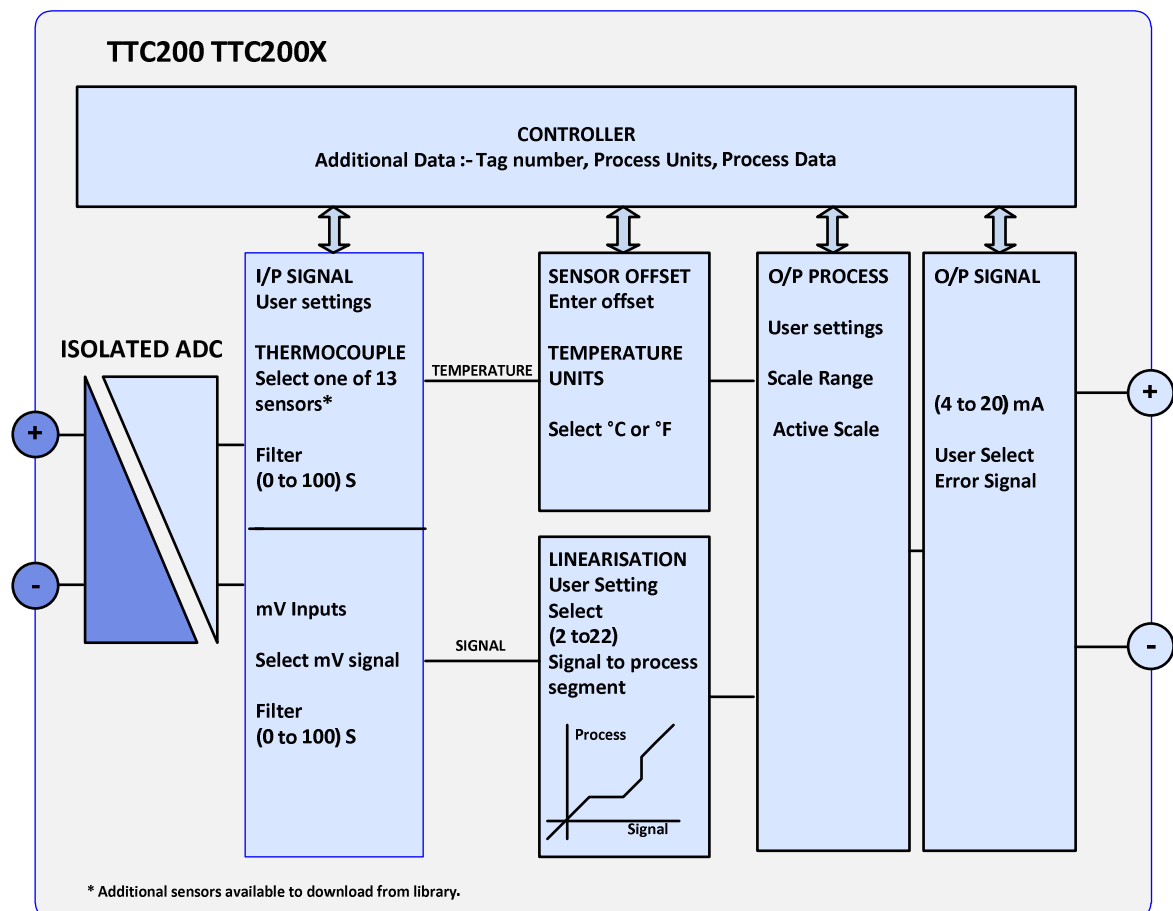 TTC200 TTC200X
CONTROLLER
Additional Data :- Tag number, Process Units, Process Data
ISOLATED ADC
+
-
I/P SIGNAL
User settings
THERMOCOUPLE
Select one of 13
sensors*
Filter
(0 to 100) S
mV Inputs
Select mV signal
Filter
(0 to 100) S
TEMPERATURE
SIGNAL
SENSOR OFFSET
Enter offset
TEMPERATURE
UNITS
Select °C or °F
LINEARISATION
User Setting
Select
(2 to22)
Signal to process
segment
Process
Signal
O/P PROCESS
User settings
Scale Range
Active Scale
O/P SIGNAL
(4 to 20) mA
User Select
Error Signal
+
-
* Additional sensors available to download from library.